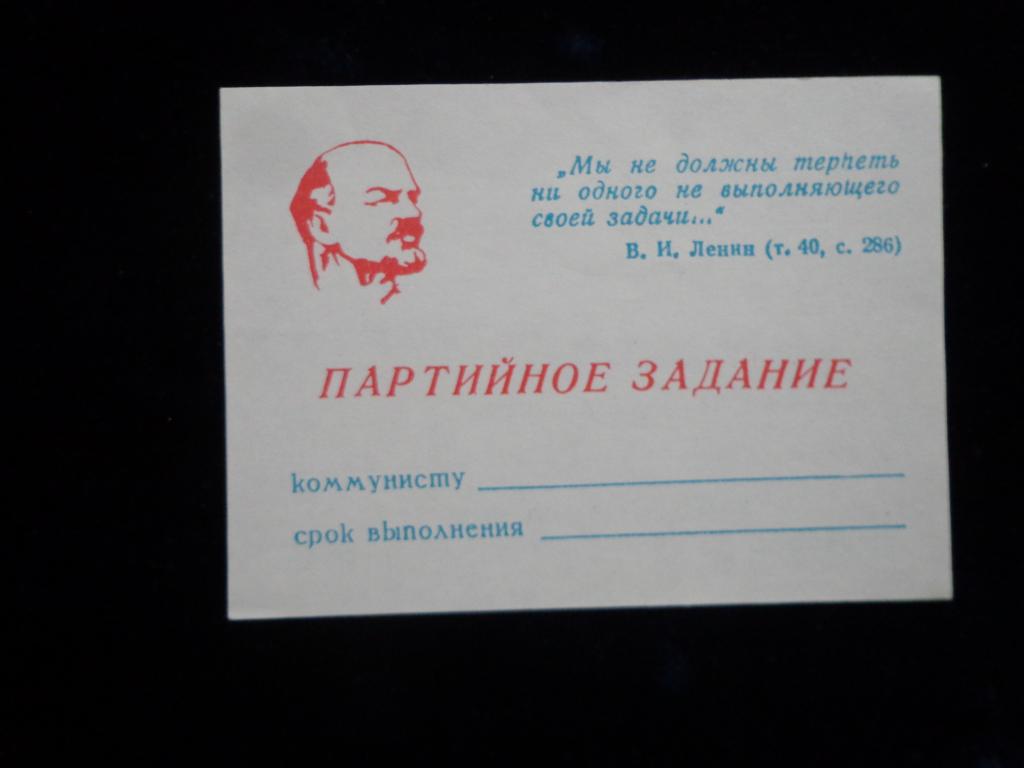 „Мы не должны терпеть
ни одного не выполняющего
своей задачи...“
В. И. Ленин (т. 40, с. 286)
ПАРТИЙНОЕ ЗАДАНИЕ
коммунисту
срок выполнения